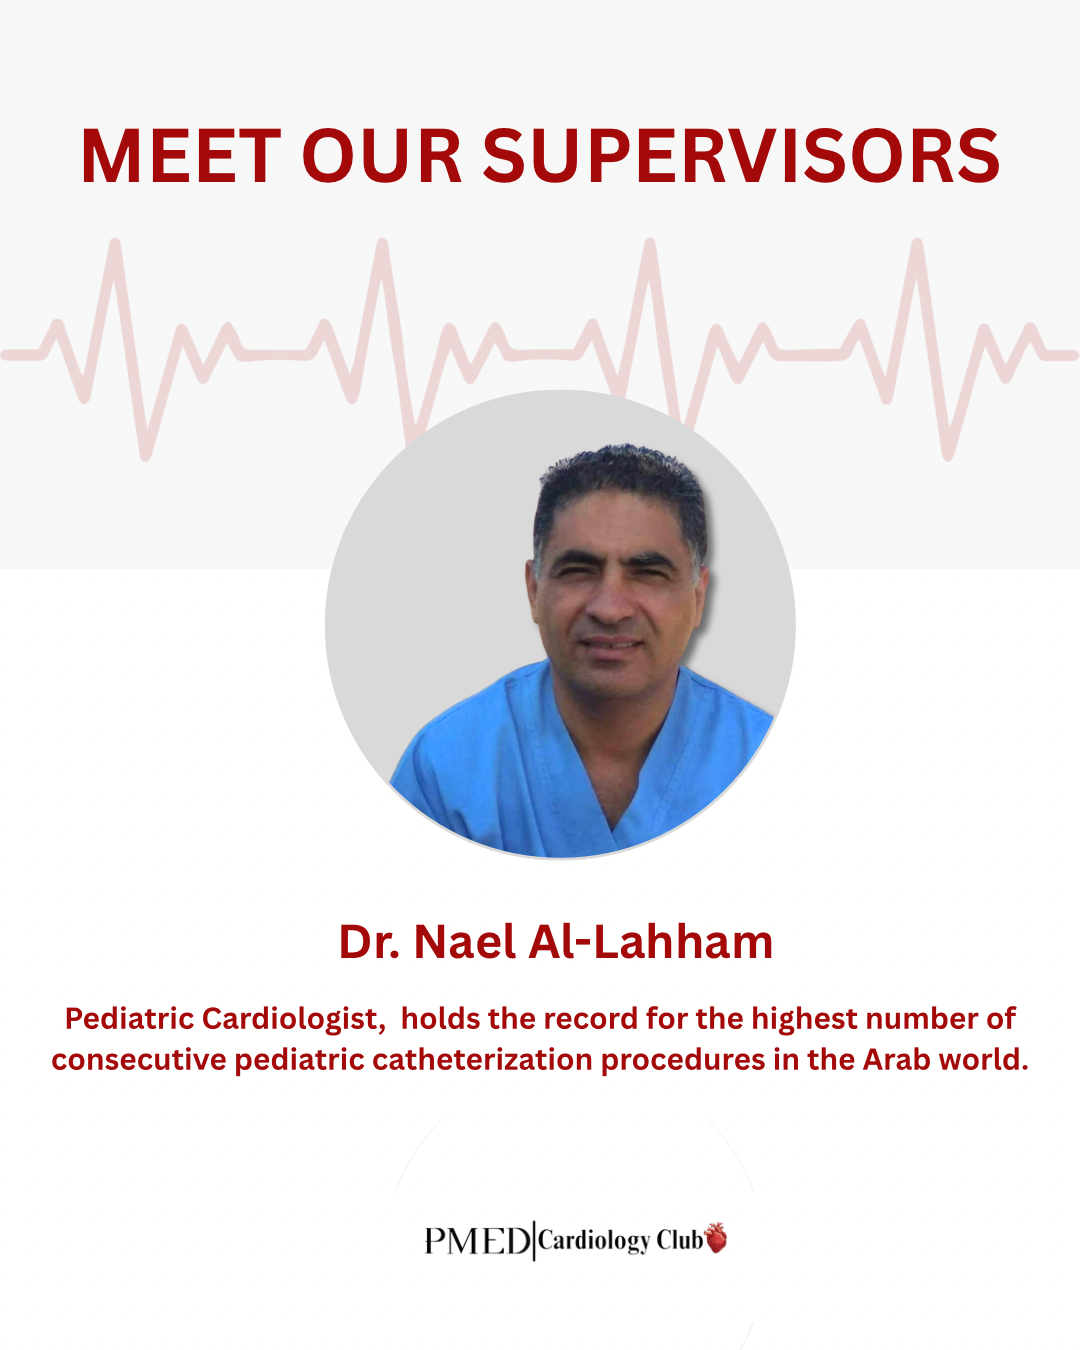 MEET OUR SUPERVISORS
Dr. Nael Al-Lahham
Pediatric Cardiologist,  holds the record for the highest number of
consecutive pediatric catheterization procedures in the Arab world.
PMED|Cardiology Club